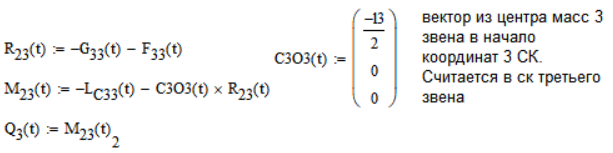 R23(t) := −G33(t) − F33(t)
M23(t) := −LC33(t) − C3O3(t) × R23(t)
Q3(t) := M23(t)2
C3O3(t) :=
−13
2
0
0
вектор из центра масс 3
звена в начало
координат 3 СК.
Считается в ск третьего
звена